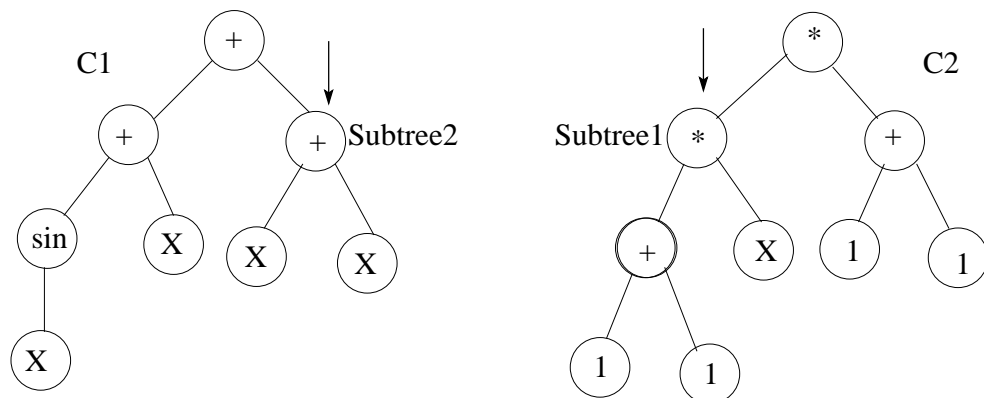 C1
+
+
+
Subtree2
sin
X
X
X
X
C2
*
Subtree1
*
+
+
X
1
1
1
1